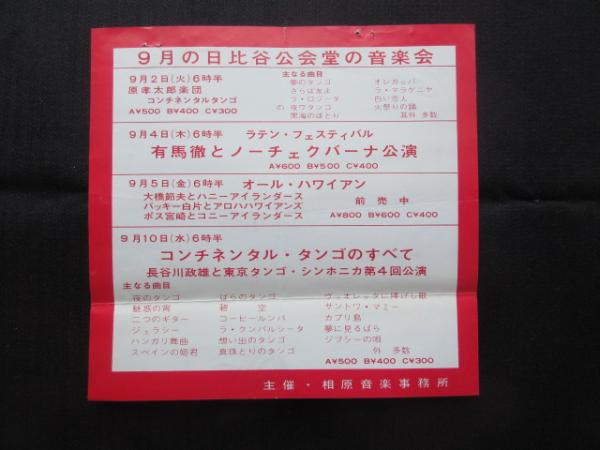 9月の日比谷公会堂の音楽会
9月2日(火)6時半
原孝太郎楽団
コンチネンタルタンゴ
A¥500 B¥400 C¥300
主なる曲目
夢のタンゴ
さらば友よ
ラ・ロシータ
の 夜ワタンゴ
黒海のほとり
オレガッパ
ラ・マラゲニヤ
白い恋人
火祭りの踊
其外 多数
9月4日(木)6時半 ラテン・フェスティバル
有馬徹とノーチェクバーナ公演
A¥600 B¥500 C¥400
9月5日(金)6時半 オール・ハワイアン
大橋節夫とハニーアイランダース
バッキー白片とアロハハワイアンズ
ポス宮崎とコニーアイランダース
前売中
A¥800 B¥600 C¥400
9月10日(水)6時半
コンチネンタル・タンゴのすべて
長谷川政雄と東京タンゴ・シンホニカ第4回公演
主なる曲目
夜のタンゴ
魅惑の宵
二つのギター
ジェラシー
ハンガリ舞曲
スペインの姫君
ばらのタンゴ
碧空
コーヒールンバ
ラ・クンパルシータ
想い出のタンゴ
真珠とりのタンゴ
ヴィオレッタに捧げし歌
サントワ・マミー
カプリ島
夢に見るばら
ジプシーの唄
外 多数
A¥500 B¥400 C¥300
主催・相原音楽事務所